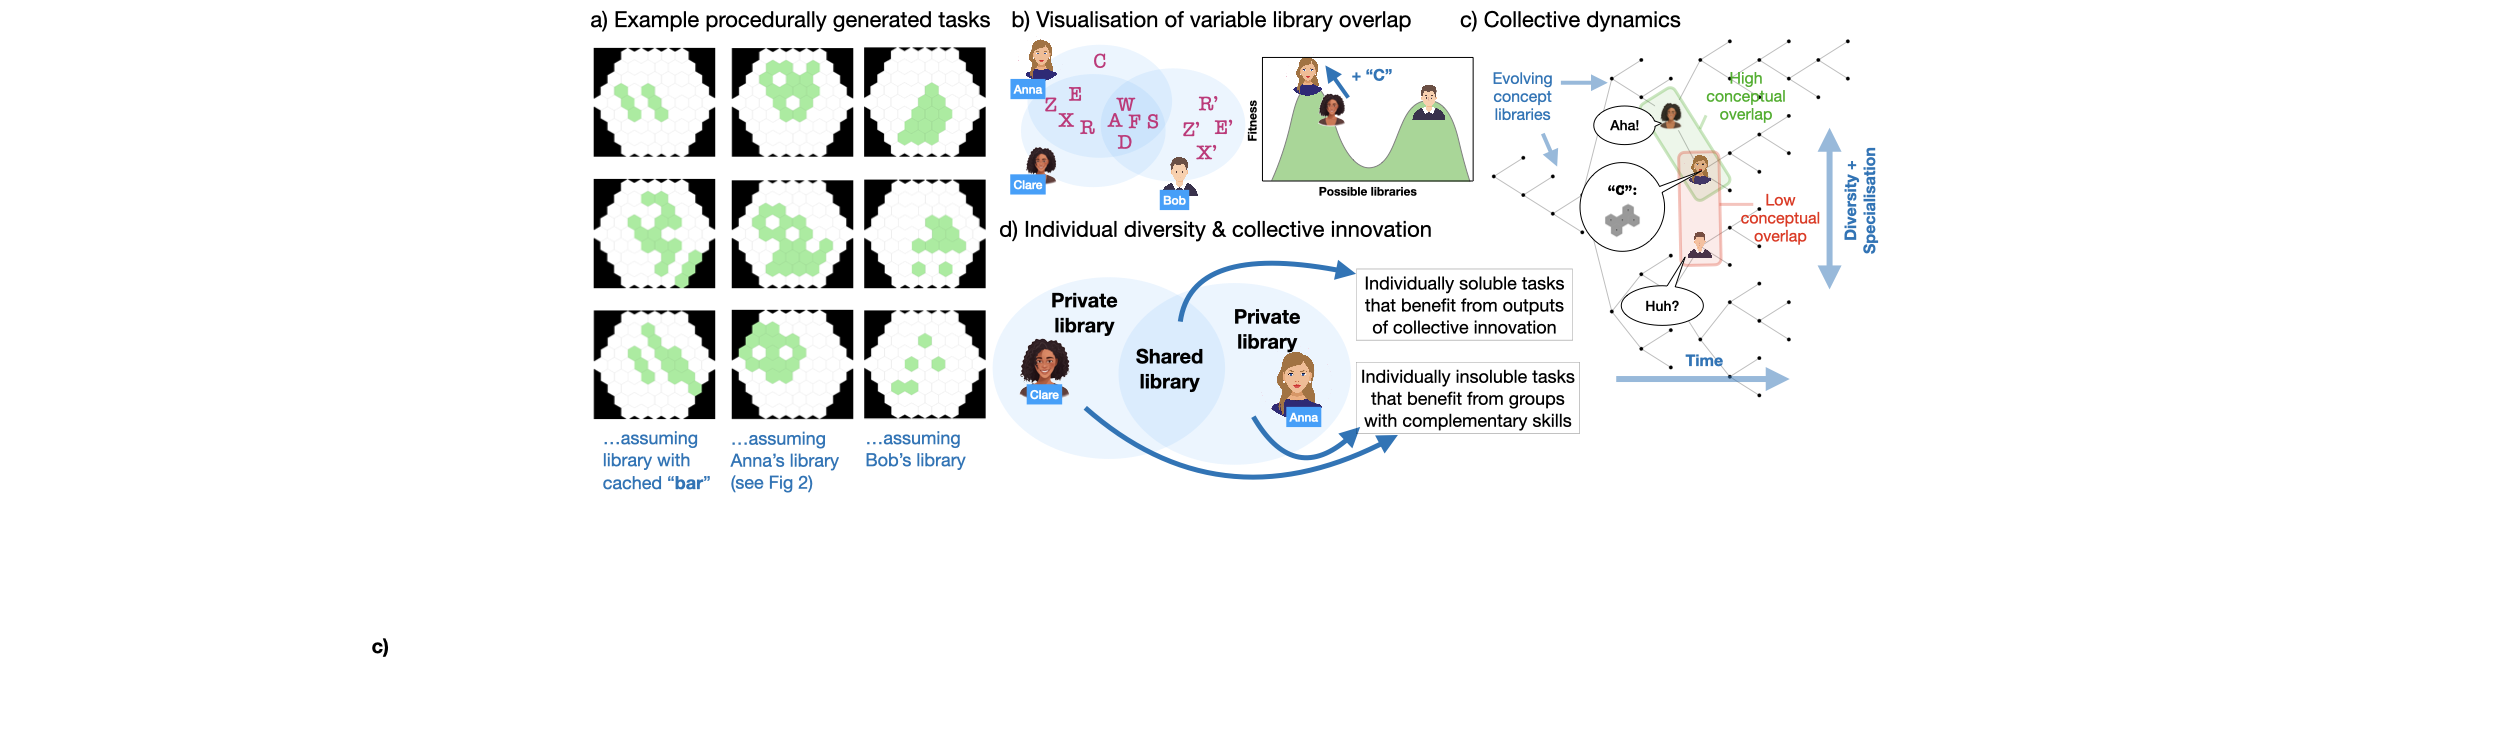 a) Example procedurally generated tasks
…assuming
library with
cached “bar”
…assuming
Anna’s library
(see Fig 2)
…assuming
Bob’s library
b) Visualisation of variable library overlap
Anna
C
Z E
X R
W
A F S
D
R’
Z’ E’
X’
Clare
Bob
Fitness
+ “C”
Possible libraries
c) Collective dynamics
Evolving
concept
libraries
Aha!
High
conceptual
overlap
“C”:
Low
conceptual
overlap
Huh?
Time
Diversity +
Specialisation
d) Individual diversity & collective innovation
Private
library
Clare
Shared
library
Private
library
Anna
Individually soluble tasks
that benefit from outputs
of collective innovation
Individually insoluble tasks
that benefit from groups
with complementary skills
c)